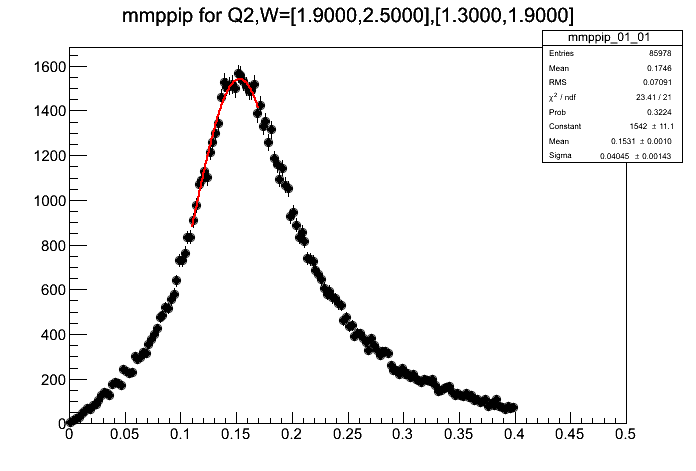 mmppip for Q2,W=[1.9000,2.5000],[1.3000,1.9000]
mmppip_01_01
Entries 85978
Mean 0.1746
RMS 0.07091
χ² / ndf 23.41 / 21
Prob 0.3224
Constant 1542 ± 11.1
Mean 0.1531 ± 0.0010
Sigma 0.04045 ± 0.00143
1600
1400
1200
1000
800
600
400
200
0
0 0.05 0.1 0.15 0.2 0.25 0.3 0.35 0.4 0.45 0.5